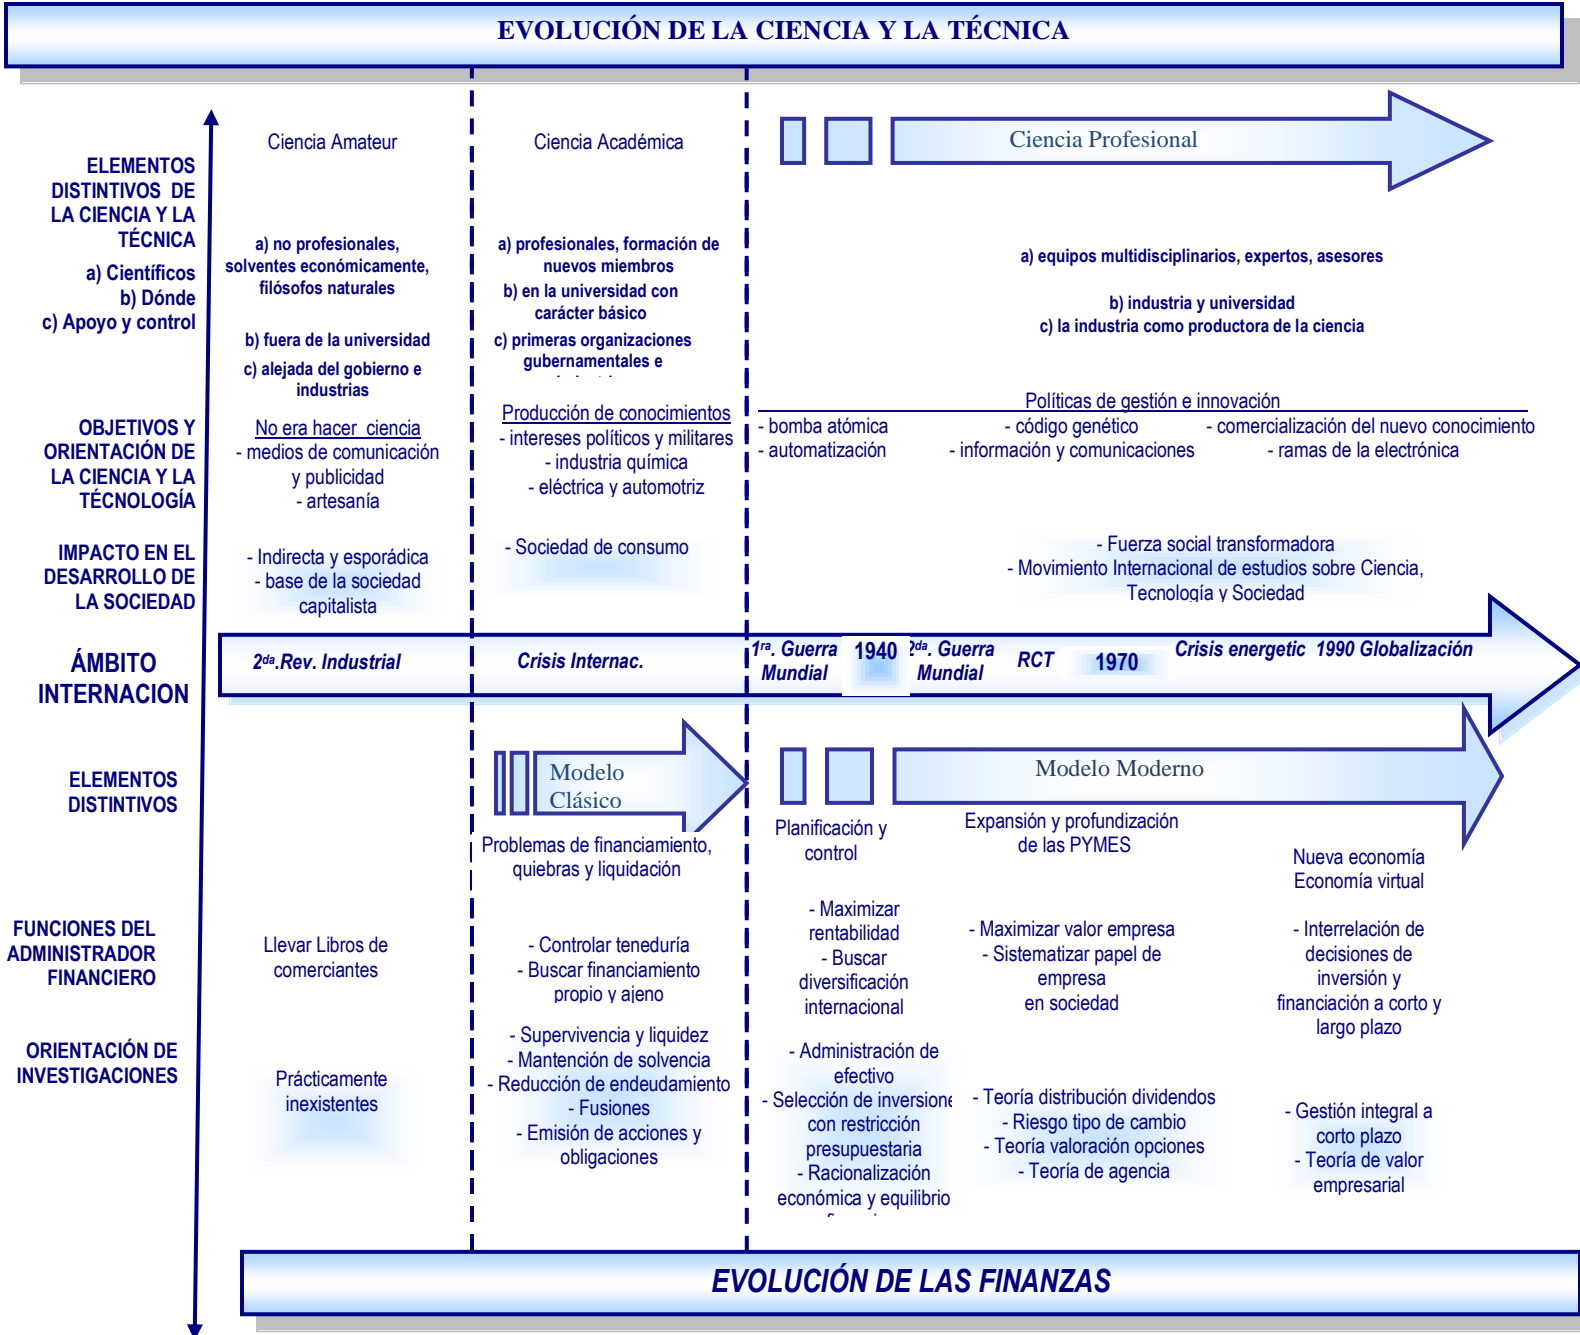 EVOLUCIÓN DE LA CIENCIA Y LA TÉCNICA
ELEMENTOS
DISTINTIVOS DE
LA CIENCIA Y LA
TÉCNICA
a) Científicos
b) Dónde
c) Apoyo y control
Ciencia Amateur
Ciencia Académica
Ciencia Profesional
a) no profesionales,
solventes económicamente,
filósofos naturales
b) fuera de la universidad
c) alejada del gobierno e
industrias
a) profesionales, formación de
nuevos miembros
b) en la universidad con
carácter básico
c) primeras organizaciones
gubernamentales e
a) equipos multidisciplinarios, expertos, asesores
b) industria y universidad
c) la industria como productora de la ciencia
OBJETIVOS Y
ORIENTACIÓN DE
LA CIENCIA Y LA
TÉCNOLOGÍA
No era hacer ciencia
- medios de comunicación
y publicidad
- artesanía
Producción de conocimientos
- intereses políticos y militares
- industria química
- eléctrica y automotriz
Políticas de gestión e innovación
- bomba atómica
- automatización
- código genético
- información y comunicaciones
- comercialización del nuevo conocimiento
- ramas de la electrónica
IMPACTO EN EL
DESARROLLO DE
LA SOCIEDAD
- Indirecta y esporádica
- base de la sociedad
capitalista
- Sociedad de consumo
- Fuerza social transformadora
- Movimiento Internacional de estudios sobre Ciencia,
Tecnología y Sociedad
ÁMBITO
INTERNACION
2da.Rev. Industrial
Crisis Internac.
1ra. Guerra
Mundial
1940
2da. Guerra
Mundial
RCT
1970
Crisis energetic 1990 Globalización
ELEMENTOS
DISTINTIVOS
Modelo
Clásico
Modelo Moderno
Problemas de financiamiento,
quiebras y liquidación
Planificación y
control
Expansión y profundización
de las PYMES
Nueva economía
Economía virtual
FUNCIONES DEL
ADMINISTRADOR
FINANCIERO
Llevar Libros de
comerciantes
- Controlar teneduría
- Buscar financiamiento
propio y ajeno
- Maximizar
rentabilidad
- Buscar
diversificación
internacional
- Maximizar valor empresa
- Sistematizar papel de
empresa
en sociedad
- Interrelación de
decisiones de
inversión y
financiación a corto y
largo plazo
ORIENTACIÓN DE
INVESTIGACIONES
Prácticamente
inexistentes
- Supervivencia y liquidez
- Mantención de solvencia
- Reducción de endeudamiento
- Fusiones
- Emisión de acciones y
obligaciones
- Administración de
efectivo
- Selección de inversione
con restricción
presupuestaria
- Racionalización
económica y equilibrio
- Teoría distribución dividendos
- Riesgo tipo de cambio
- Teoría valoración opciones
- Teoría de agencia
- Gestión integral a
corto plazo
- Teoría de valor
empresarial
EVOLUCIÓN DE LAS FINANZAS